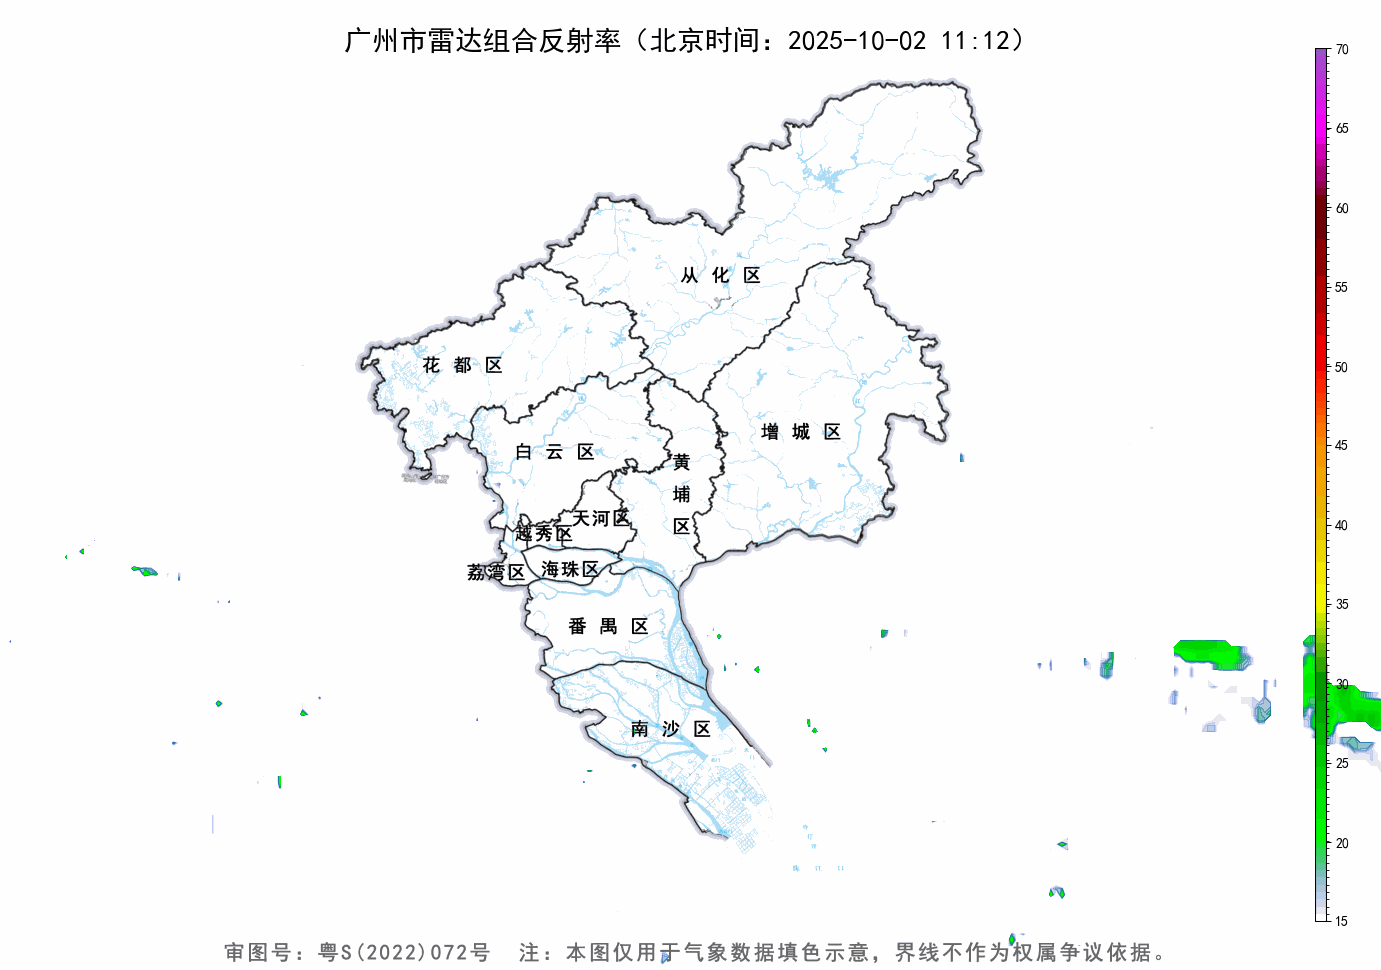 广州市雷达组合反射率（北京时间：2025-10-02 11:12）
70
65
60
55
50
45
40
35
30
25
20
15
从化区
花都区
增城区
白云区
黄埔区
天河区
越秀区
荔湾区
海珠区
番禺区
南沙区
审图号：粤S(2022)072号 注：本图仅用于气象数据填色示意，界线不作为权属争议依据。